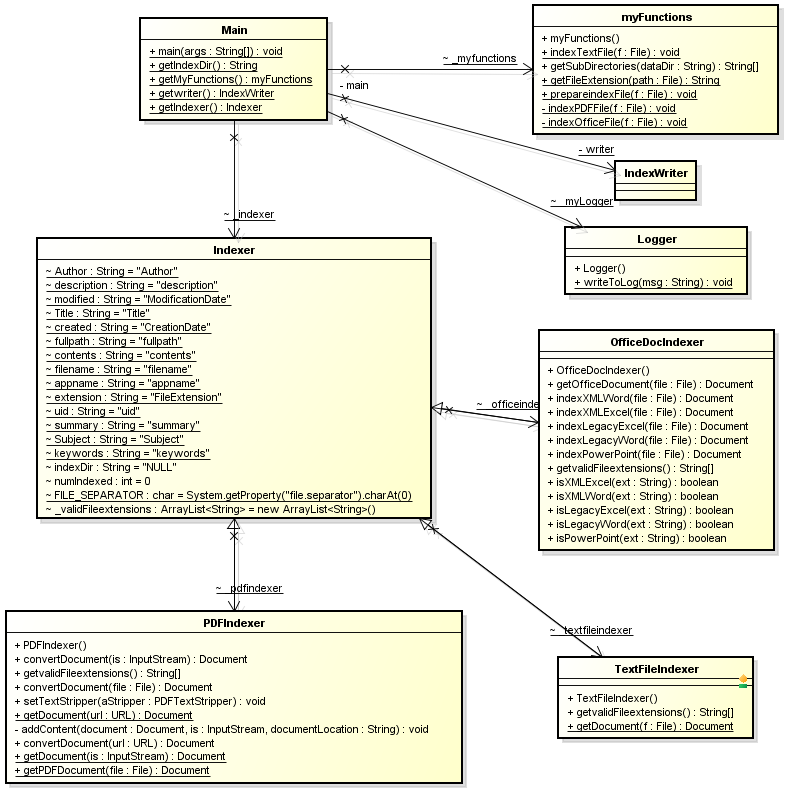 Main
+ main(args : String[]) : void
+ getIndexDir() : String
+ getMyFunctions() : myFunctions
+ getwriter() : IndexWriter
+ getIndexer() : Indexer
~ _myfunctions
- main
myFunctions
+ myFunctions()
+ indexTextFile(f : File) : void
+ getSubDirectories(dataDir : String) : String[]
+ getFileExtension(path : File) : String
+ prepareindexFile(f : File) : void
- indexPDFFile(f : File) : void
- indexOfficeFile(f : File) : void
- writer
IndexWriter
~ _myLogger
Logger
+ Logger()
+ writeToLog(msg : String) : void
~ _indexer
Indexer
~ Author : String = "Author"
~ description : String = "description"
~ modified : String = "ModificationDate"
~ Title : String = "Title"
~ created : String = "CreationDate"
~ fullpath : String = "fullpath"
~ contents : String = "contents"
~ filename : String = "filename"
~ appname : String = "appname"
~ extension : String = "FileExtension"
~ uid : String = "uid"
~ summary : String = "summary"
~ Subject : String = "Subject"
~ keywords : String = "keywords"
~ indexDir : String = "NULL"
~ numIndexed : int = 0
~ FILE_SEPARATOR : char = System.getProperty("file.separator").charAt(0)
~ _validFileextensions : ArrayList<String> = new ArrayList<String>()
~ _officeinde
OfficeDocIndexer
+ OfficeDocIndexer()
+ getOfficeDocument(file : File) : Document
+ indexXMLWord(file : File) : Document
+ indexXMLExcel(file : File) : Document
+ indexLegacyExcel(file : File) : Document
+ indexLegacyWord(file : File) : Document
+ indexPowerPoint(file : File) : Document
+ getvalidFileextensions() : String[]
+ isXMLExcel(ext : String) : boolean
+ isXMLWord(ext : String) : boolean
+ isLegacyExcel(ext : String) : boolean
+ isLegacyWord(ext : String) : boolean
+ isPowerPoint(ext : String) : boolean
~ _pdfindexer
PDFIndexer
+ PDFIndexer()
+ convertDocument(is : InputStream) : Document
+ getvalidFileextensions() : String[]
+ convertDocument(file : File) : Document
+ setTextStripper(aStripper : PDFTextStripper) : void
+ getDocument(url : URL) : Document
- addContent(document : Document, is : InputStream, documentLocation : String) : void
+ convertDocument(url : URL) : Document
+ getDocument(is : InputStream) : Document
+ getPDFDocument(file : File) : Document
~ _textfileindexer
TextFileIndexer
+ TextFileIndexer()
+ getvalidFileextensions() : String[]
+ getDocument(f : File) : Document